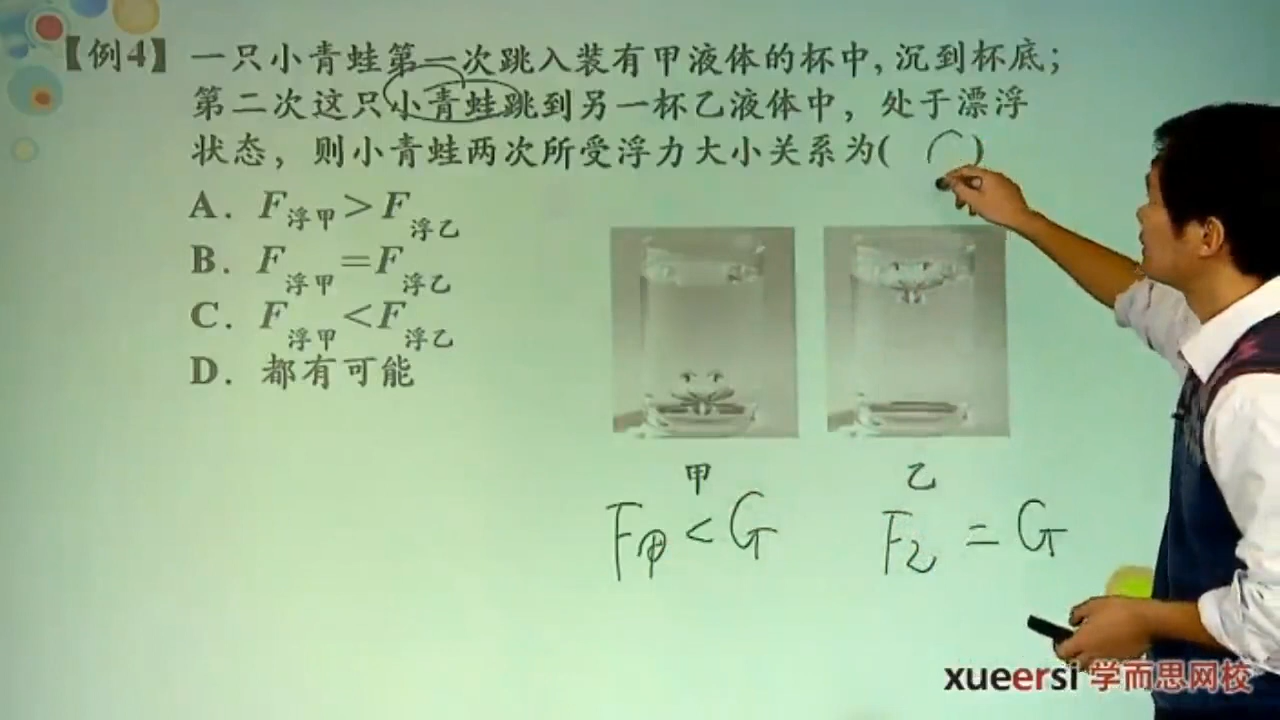 【例4】一只小青蛙第一次跳入装有甲液体的杯中,沉到杯底;
第二次这只小青蛙跳到另一杯乙液体中，处于漂浮
状态，则小青蛙两次所受浮力大小关系为( )
A. F浮甲>F浮乙
B. F浮甲=F浮乙
C. F浮甲<F浮乙
D. 都有可能
甲 乙
F甲<G F乙=G
xueersi 学而思网校